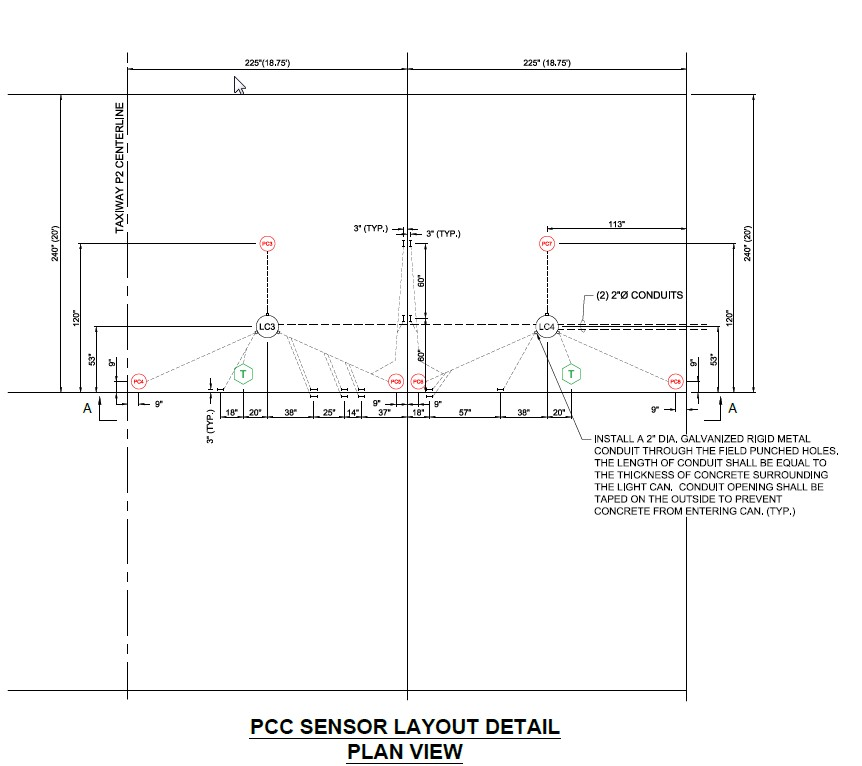 225"(18.75')
225" (18.75')
TAXIWAY P2 CENTERLINE
240" (20')
240" (20')
3" (TYP.)
3" (TYP.)
113"
PC3
PC7
120"
120"
60"
(2) 2"Ø CONDUITS
LC3
LC4
53"
53"
60"
9"
9"
PC4
T
PC5
PC6
T
PC8
A
9"
9"
9"
9"
A
3" (TYP.)
18"
20"
38"
25"
14"
37"
18"
57"
38"
20"
INSTALL A 2" DIA. GALVANIZED RIGID METAL
CONDUIT THROUGH THE FIELD PUNCHED HOLES.
THE LENGTH OF CONDUIT SHALL BE EQUAL TO
THE THICKNESS OF CONCRETE SURROUNDING
THE LIGHT CAN. CONDUIT OPENING SHALL BE
TAPED ON THE OUTSIDE TO PREVENT
CONCRETE FROM ENTERING CAN. (TYP.)
PCC SENSOR LAYOUT DETAIL
PLAN VIEW